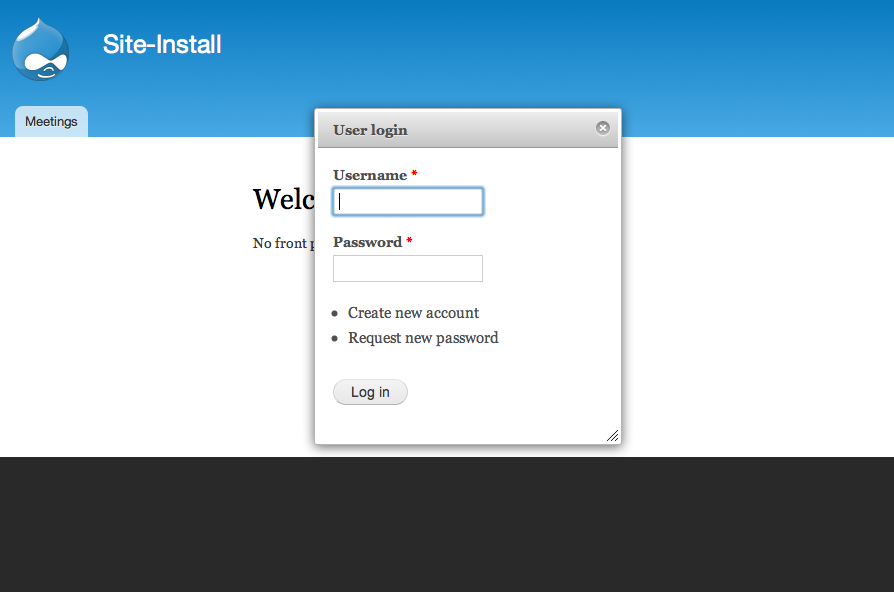 Site-Install
Meetings
User login
Username *
Welc
No front p
Password *
Create new account
Request new password
Log in